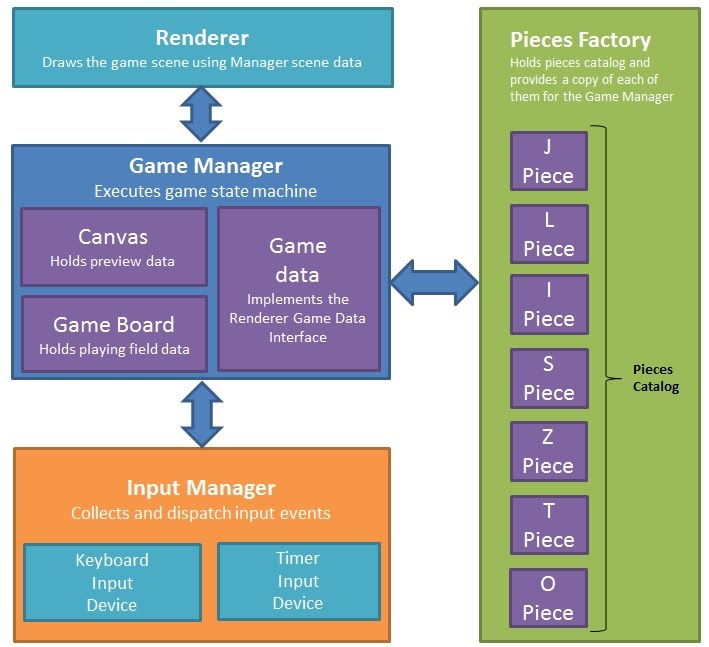 Renderer
Draws the game scene using Manager scene data
Game Manager
Executes game state machine
Canvas
Holds preview data
Game Board
Holds playing field data
Game
data
Implements the
Renderer Game Data
Interface
Input Manager
Collects and dispatch input events
Keyboard
Input
Device
Timer
Input
Device
Pieces Factory
Holds pieces catalog and
provides a copy of each of
them for the Game Manager
J
Piece
L
Piece
I
Piece
S
Piece
Z
Piece
T
Piece
O
Piece
Pieces
Catalog